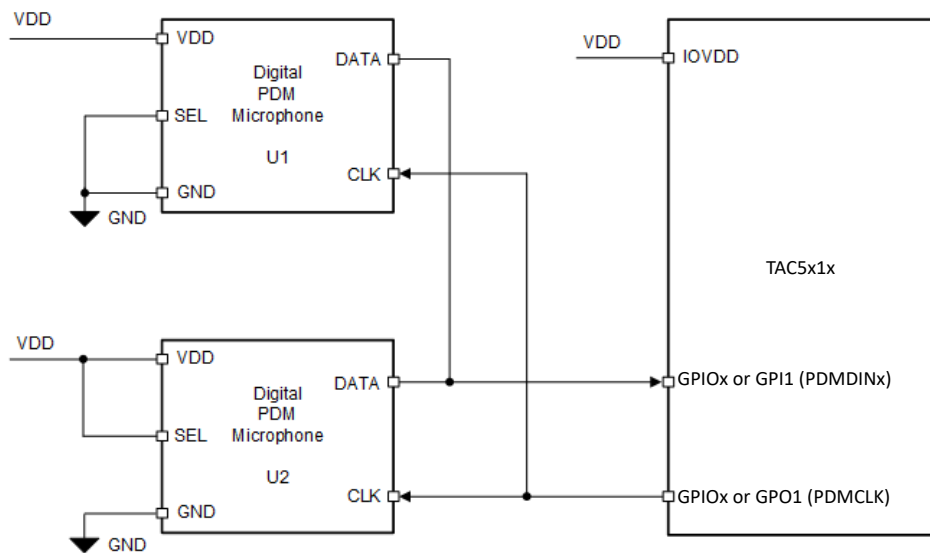 VDD
VDD
DATA
Digital
PDM
Microphone
U1
SEL
CLK
GND
GND
VDD
IOVDD
TAC5x1x
VDD
VDD
DATA
Digital
PDM
Microphone
U2
SEL
CLK
GND
GND
GPIOx or GPI1 (PDMDINx)
GPIOx or GPO1 (PDMCLK)